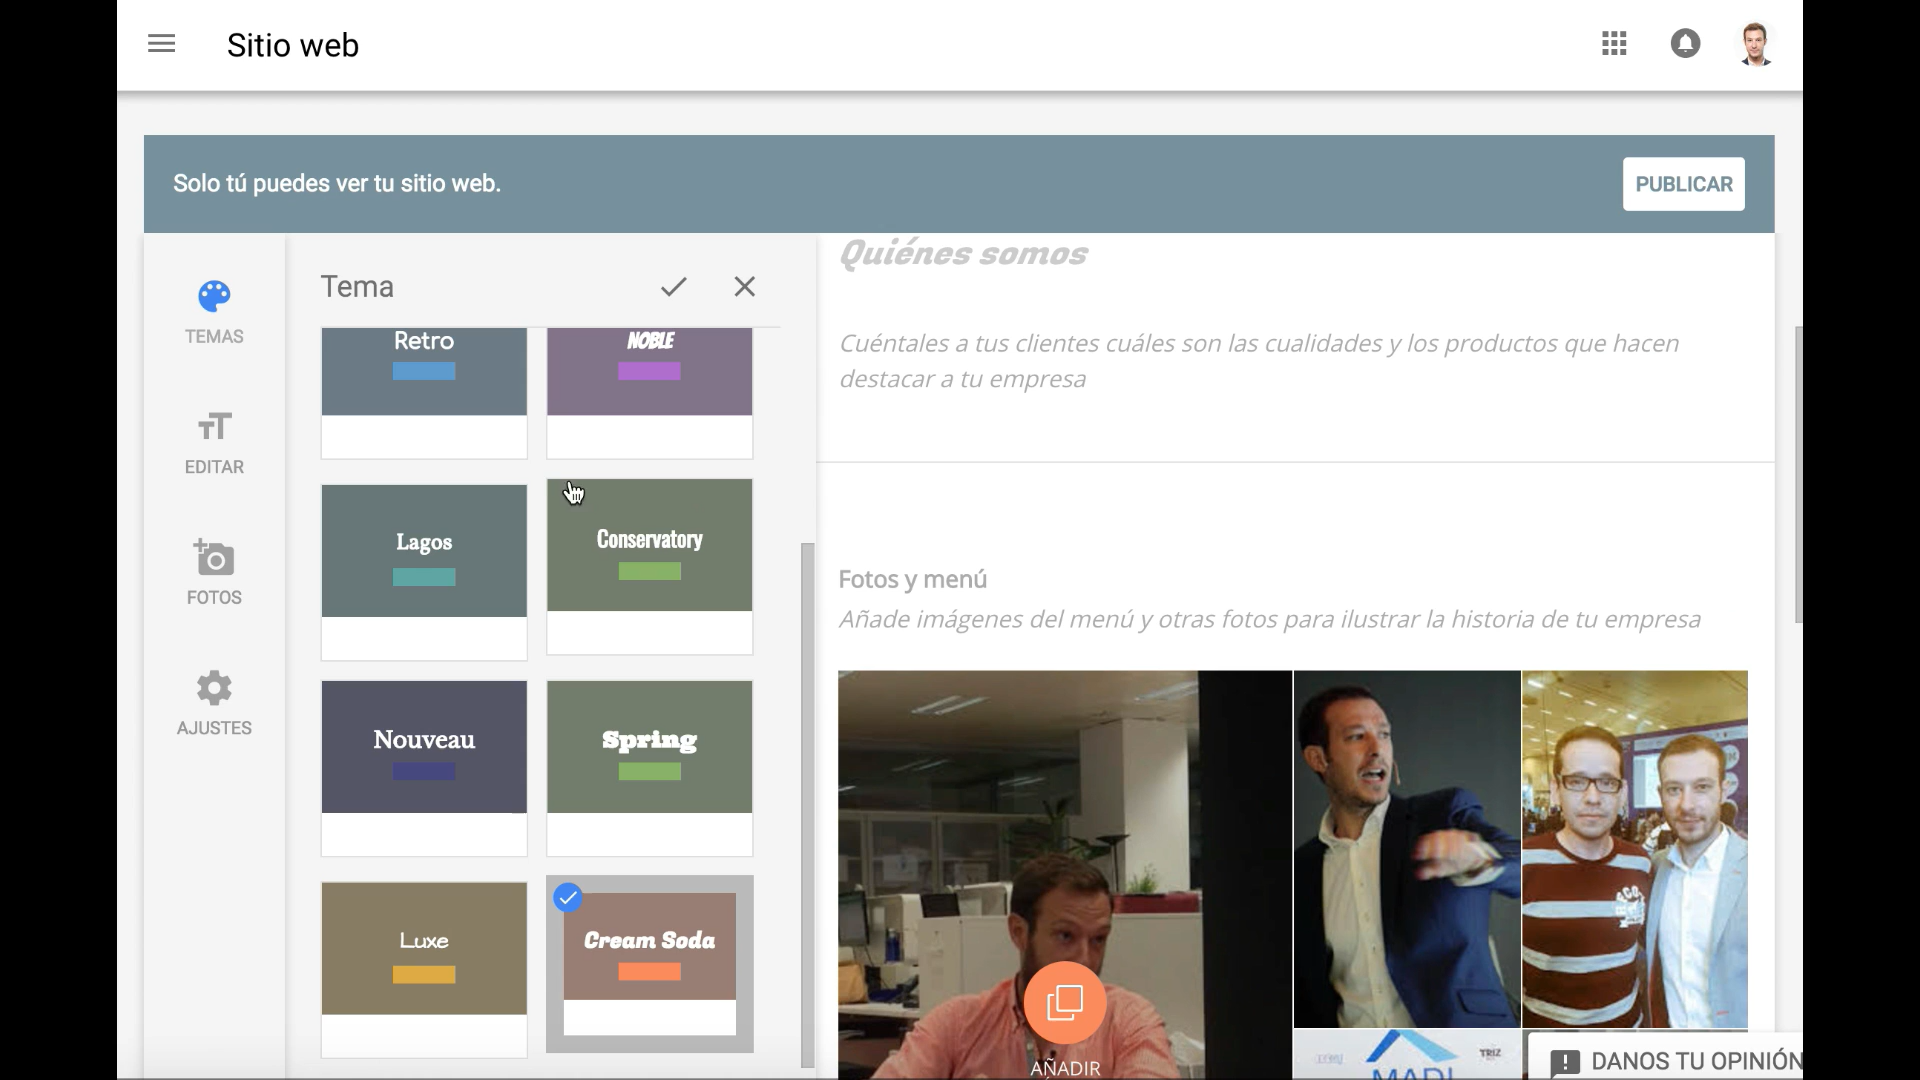 Sitio web
Solo tú puedes ver tu sitio web.
PUBLICAR
TEMAS
EDITAR
FOTOS
AJUSTES
Tema
Retro
NOBLE
Lagos
Conservatory
Nouveau
Spring
Luxe
Cream Soda
Quiénes somos
Cuéntales a tus clientes cuáles son las cualidades y los productos que hacen
destacar a tu empresa
Fotos y menú
Añade imágenes del menú y otras fotos para ilustrar la historia de tu empresa
AÑADIR
TRIZ
MADI
DANOS TU OPINIÓN